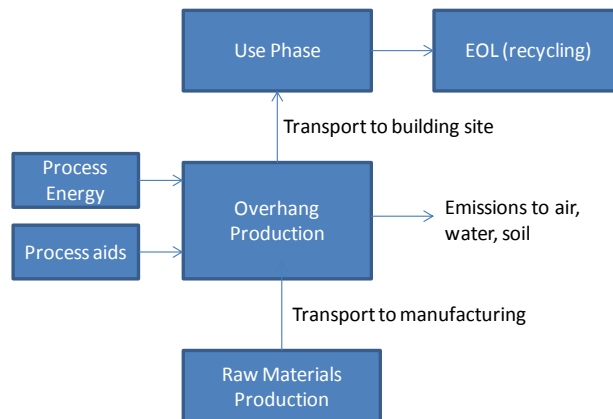 Use Phase
EOL (recycling)
Transport to building site
Process
Energy
Overhang
Production
Emissions to air,
water, soil
Process aids
Transport to manufacturing
Raw Materials
Production